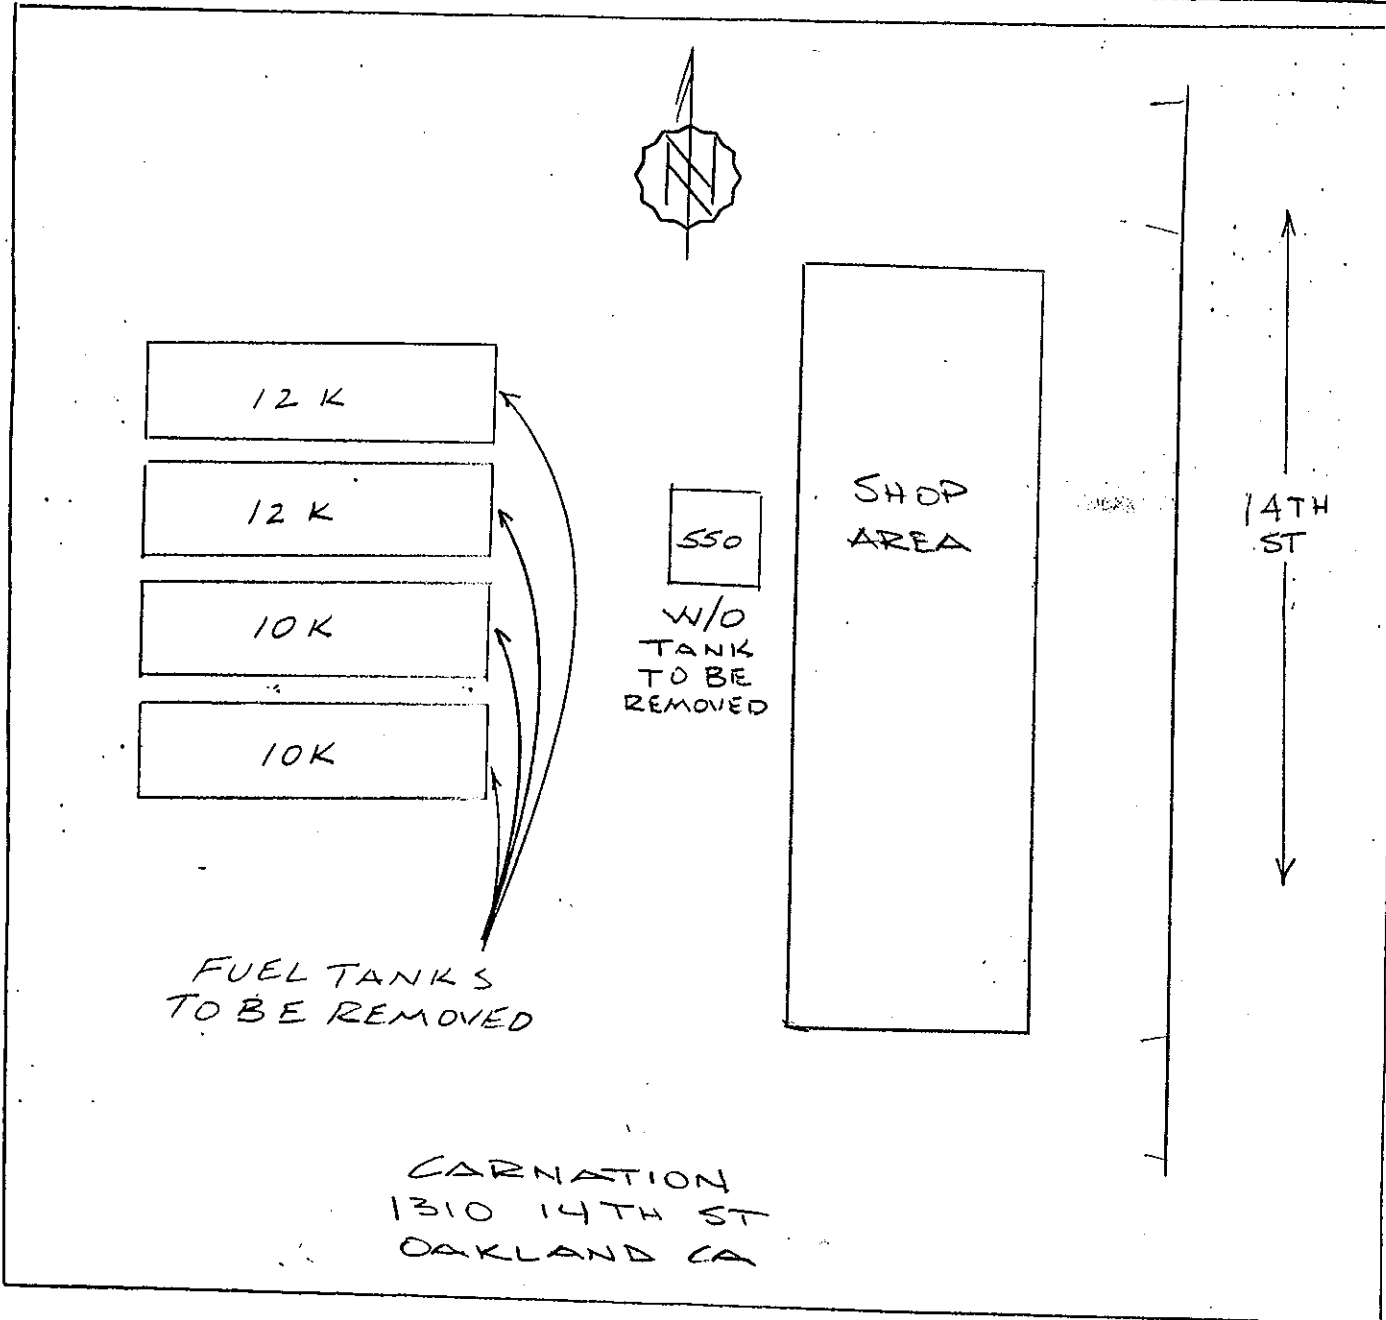 N
12 K
12 K
10 K
10K
550
W/O
TANK
TO BE
REMOVED
SHOP
AREA
14TH
ST
FUEL TANKS
TO BE REMOVED
CARNATION
1310 14TH ST
OAKLAND CA